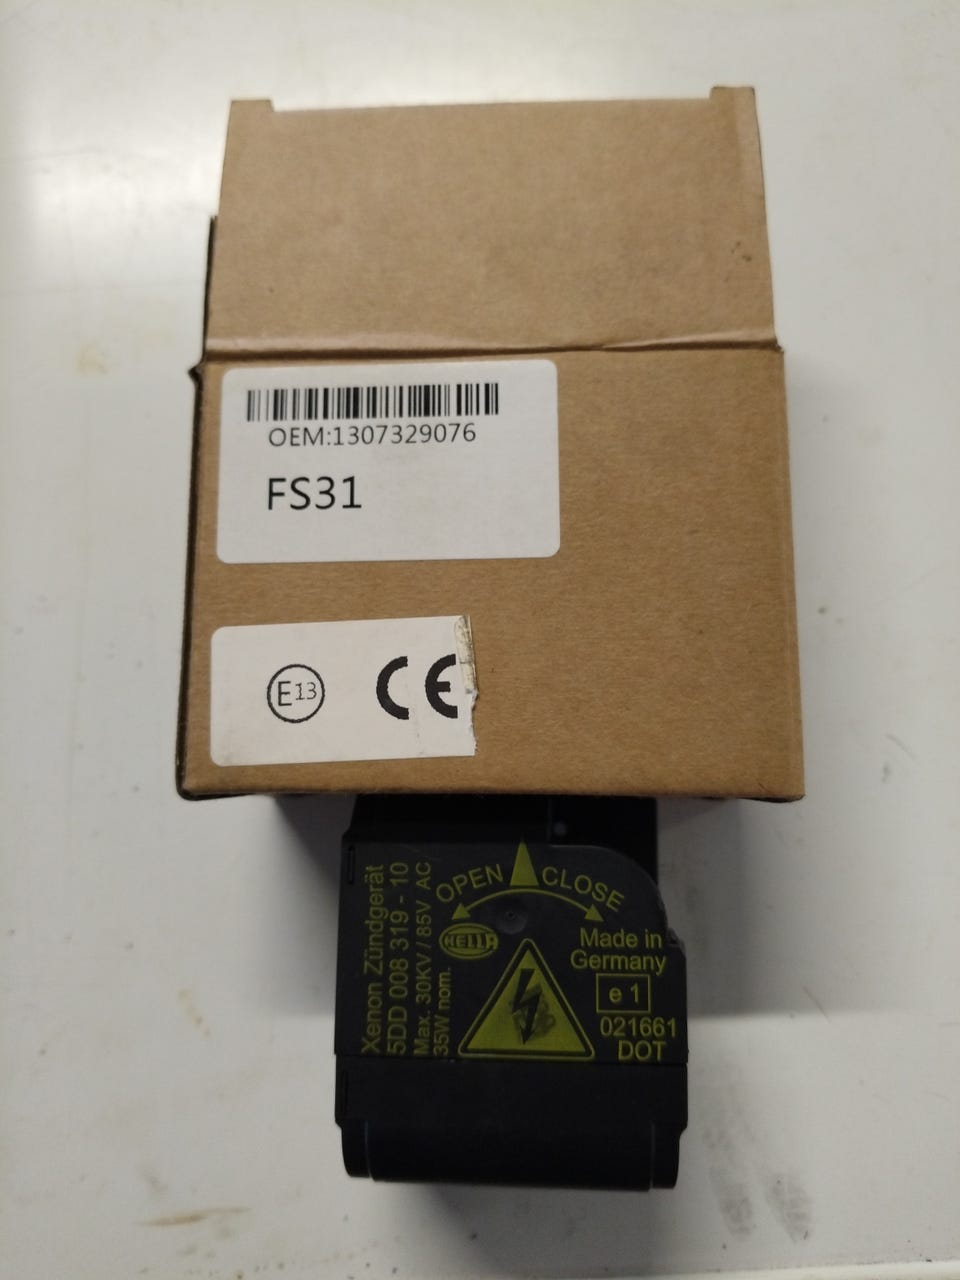 OEM:1307329076
FS31
E13
CE
Xenon Zündgerät
5DD 008 319 - 10
Max. 30KV / 85V AC
35W nom.
OPEN CLOSE
HELLA
Made in
Germany
e 1
021661
DOT